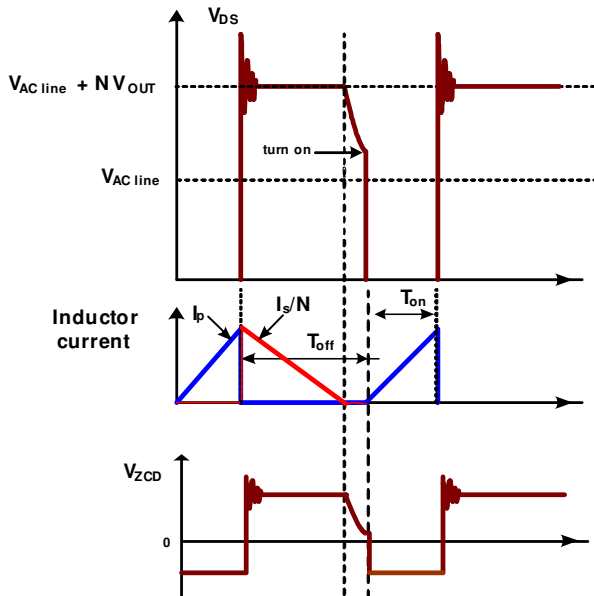 VDS
VAC line + N VOUT
turn on
VAC line
Ton
Ip
Is/N
Inductor
current
Toff
VZCD
0